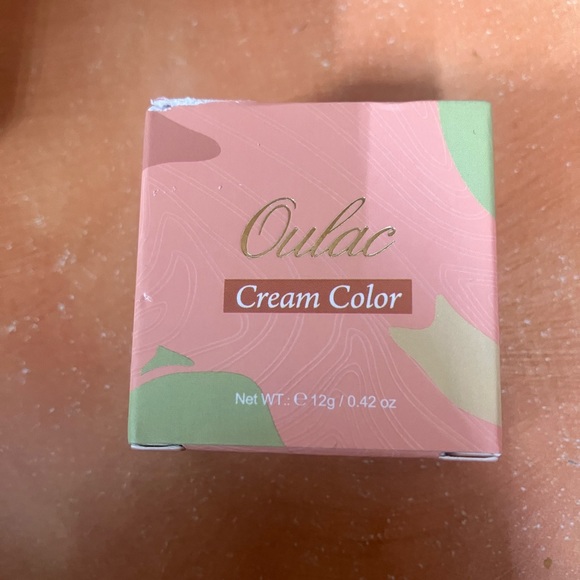 Oulac
Cream Color
Net WT.: ℮ 12g / 0.42 oz